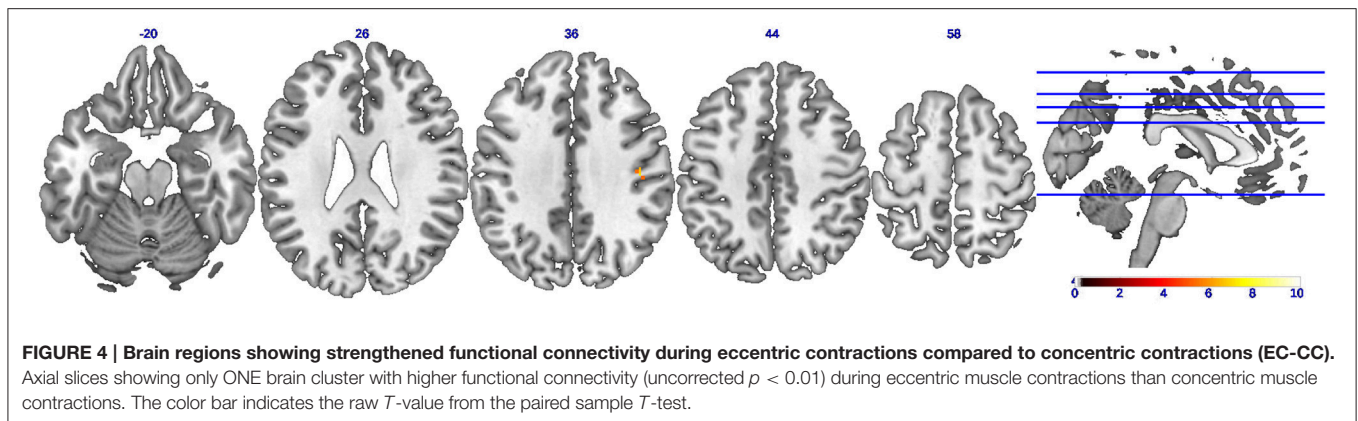 -20 26 36 44 58
0 2 4 6 8 10
FIGURE 4 | Brain regions showing strengthened functional connectivity during eccentric contractions compared to concentric contractions (EC-CC).
Axial slices showing only ONE brain cluster with higher functional connectivity (uncorrected p < 0.01) during eccentric muscle contractions than concentric muscle
contractions. The color bar indicates the raw T-value from the paired sample T-test.